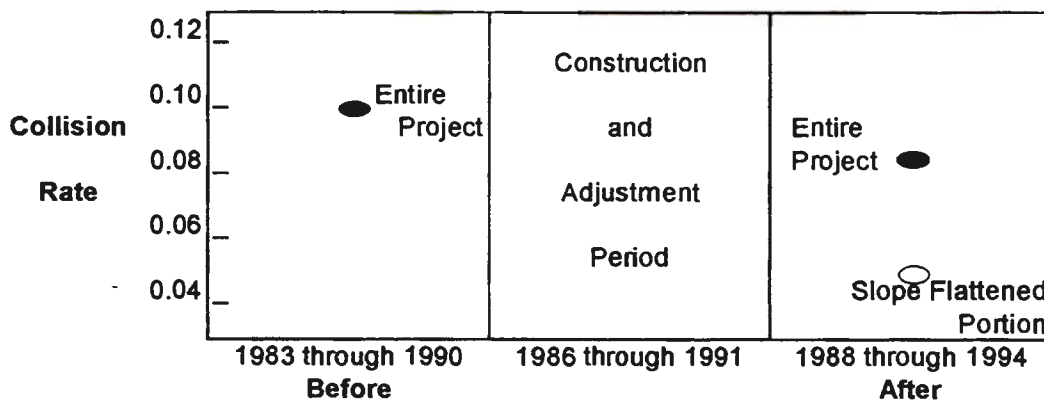 Collision
Rate
0.12
0.10
0.08
0.06
0.04
Entire
Project
Construction
and
Adjustment
Period
Entire
Project
Slope Flattened
Portion
1983 through 1990
Before
1986 through 1991
1988 through 1994
After